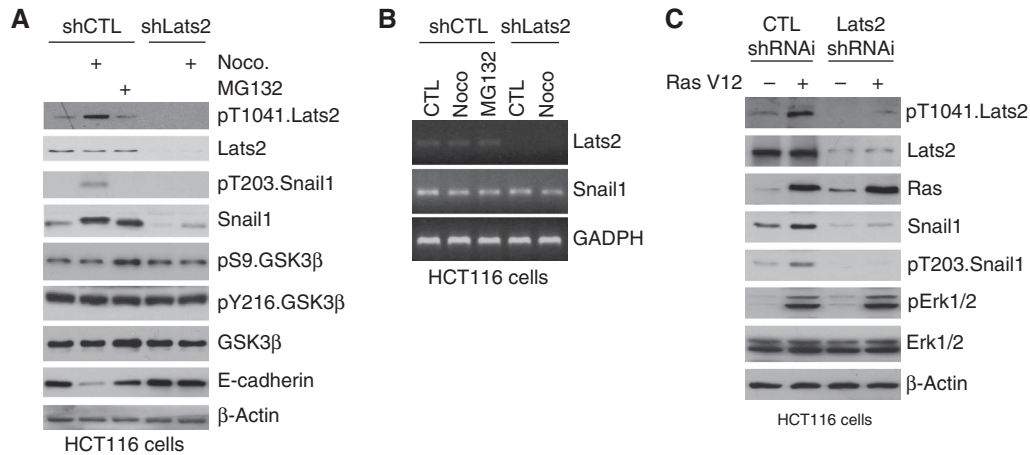 A
shCTL shLats2
+ + Noco.
+ MG132
pT1041.Lats2
Lats2
pT203.Snail1
Snail1
pS9.GSK3β
pY216.GSK3β
GSK3β
E-cadherin
β-Actin
HCT116 cells
B
shCTL shLats2
CTL Noco MG132 CTL Noco
Lats2
Snail1
GADPH
HCT116 cells
C
CTL Lats2
shRNAi shRNAi
Ras V12 – + – +
pT1041.Lats2
Lats2
Ras
Snail1
pT203.Snail1
pErk1/2
Erk1/2
β-Actin
HCT116 cells